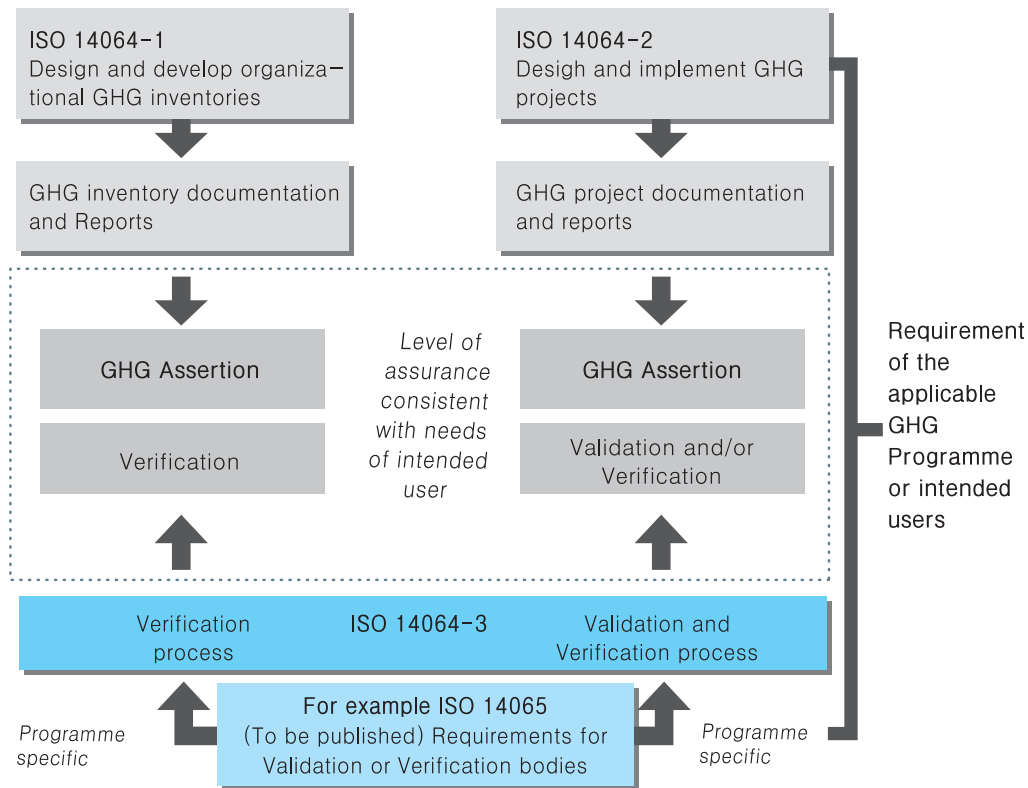 ISO 14064-1
Design and develop organiza-
tional GHG inventories
ISO 14064-2
Desigh and implement GHG
projects
GHG inventory documentation
and Reports
GHG project documentation
and reports
GHG Assertion
Verification
Level of
assurance
consistent
with needs
of intended
user
GHG Assertion
Validation and/or
Verification
Requirement
of the
applicable
GHG
Programme
or intended
users
Verification
process
ISO 14064-3
Validation and
Verification process
Programme
specific
For example ISO 14065
(To be published) Requirements for
Validation or Verification bodies
Programme
specific